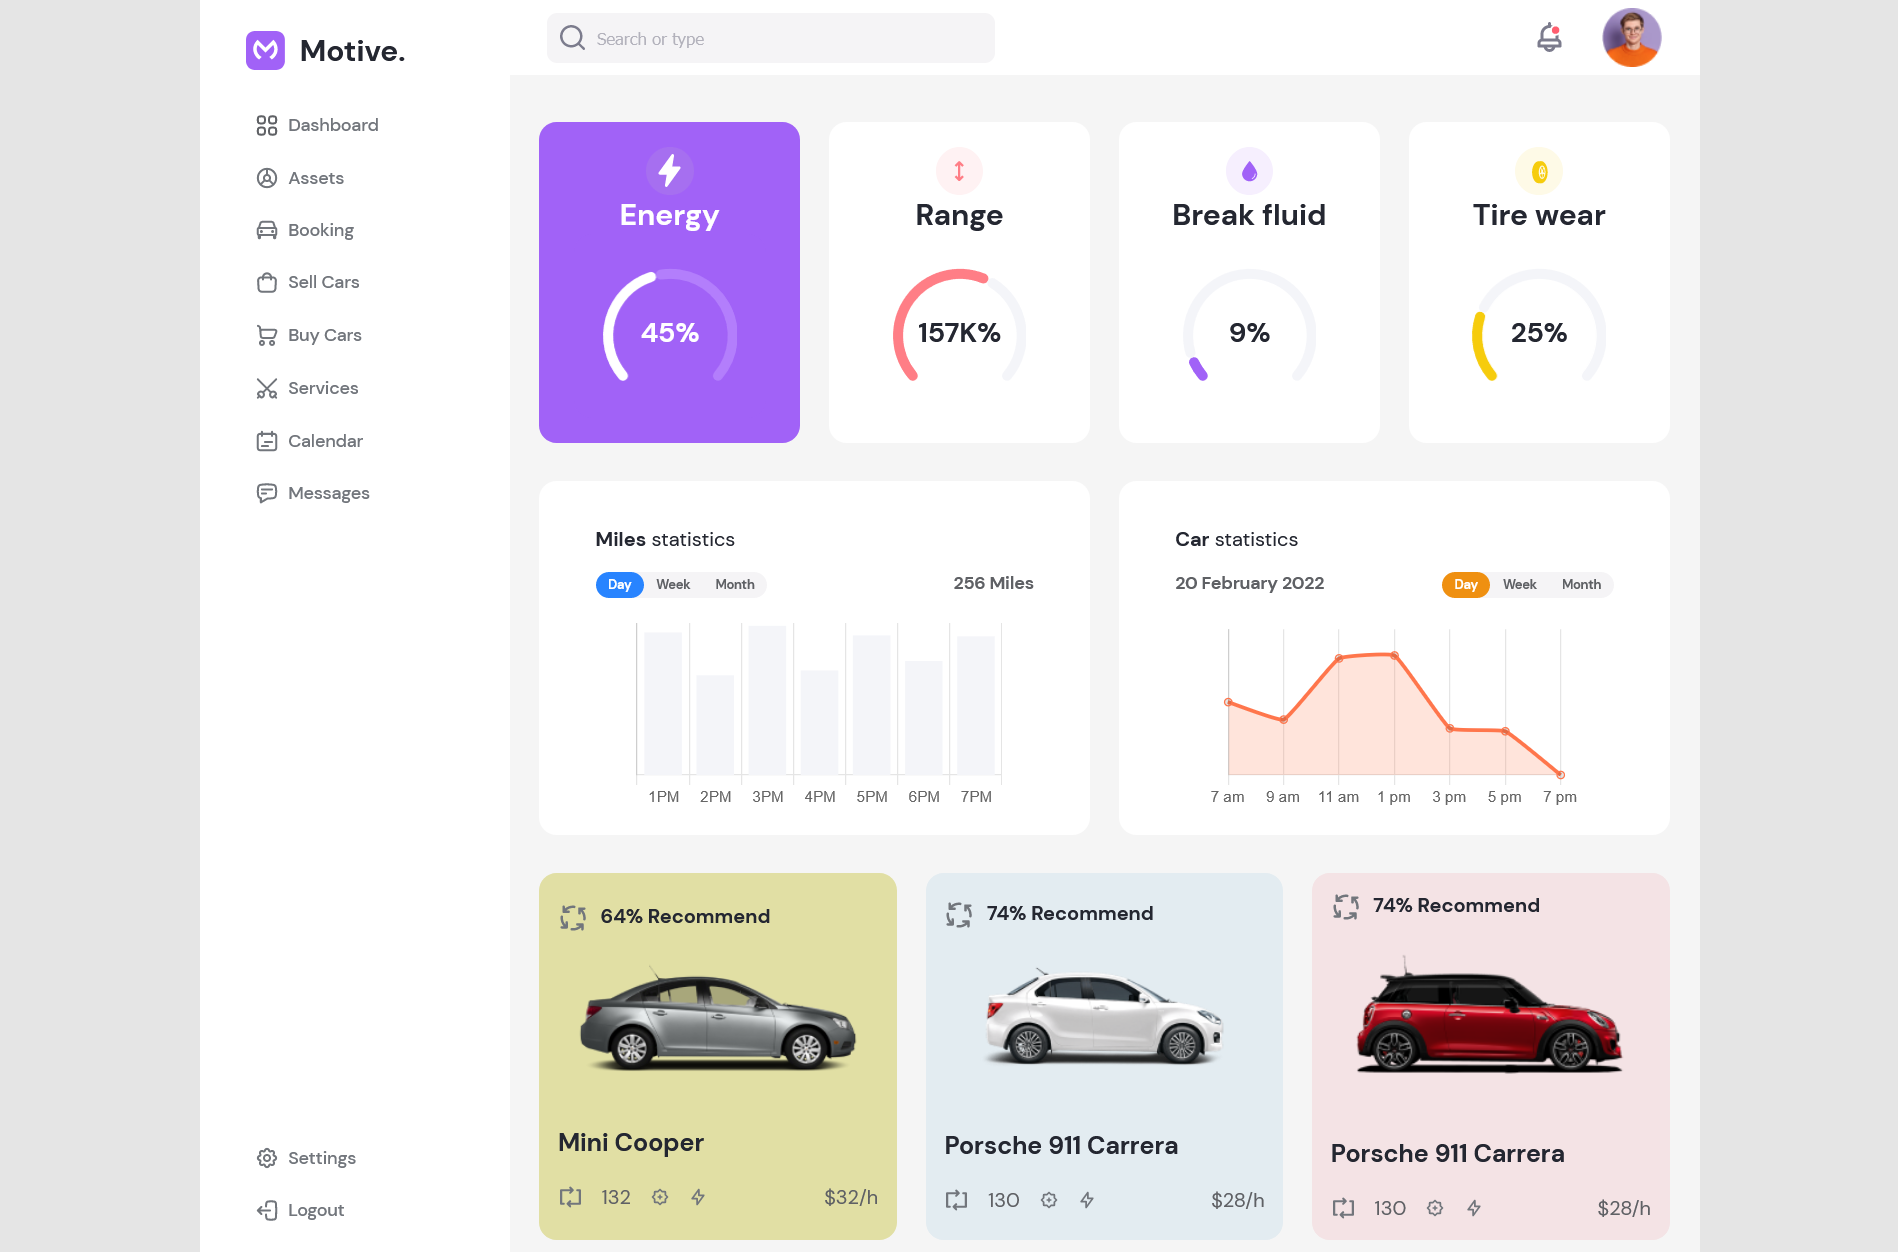 Motive.
Search or type
Dashboard
Assets
Booking
Sell Cars
Buy Cars
Services
Calendar
Messages
Settings
Logout
Energy
45%
Range
157K%
Break fluid
9%
Tire wear
25%
Miles statistics
Day Week Month
256 Miles
1PM 2PM 3PM 4PM 5PM 6PM 7PM
Car statistics
20 February 2022
Day Week Month
7 am 9 am 11 am 1 pm 3 pm 5 pm 7 pm
64% Recommend
Mini Cooper
132 $32/h
74% Recommend
Porsche 911 Carrera
130 $28/h
74% Recommend
Porsche 911 Carrera
130 $28/h